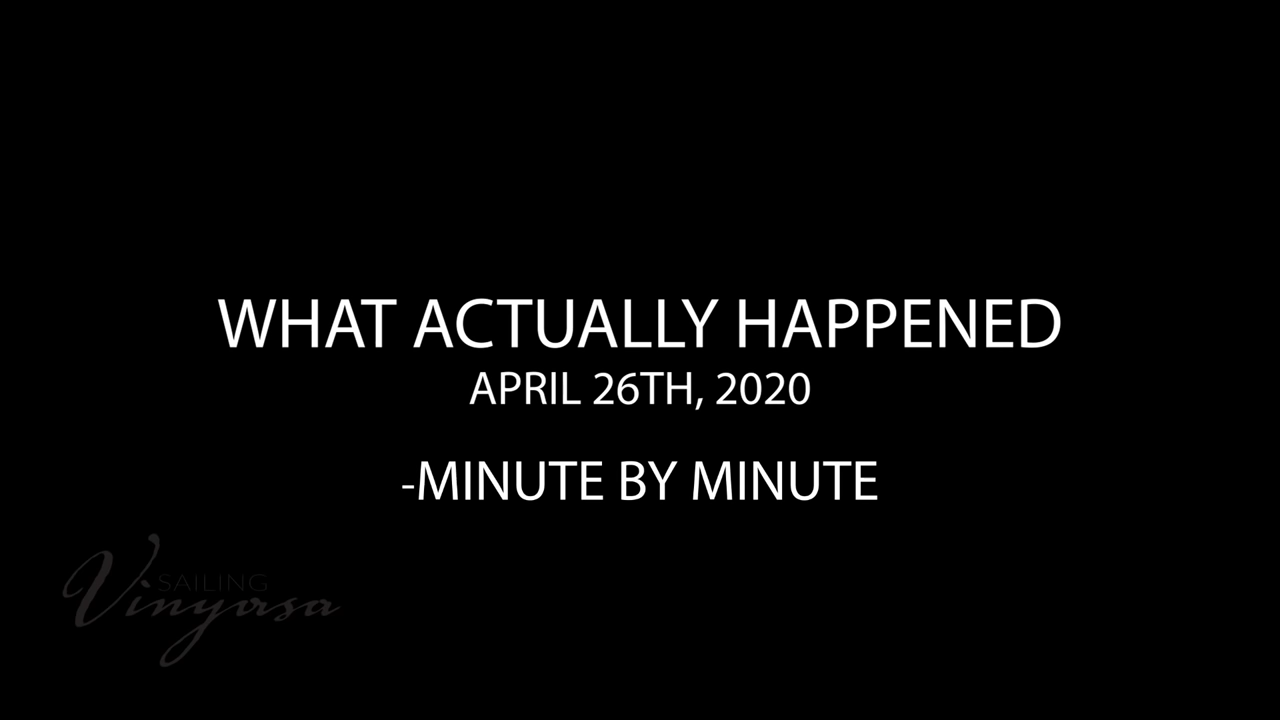 WHAT ACTUALLY HAPPENED
APRIL 26TH, 2020
-MINUTE BY MINUTE
SAILING
Vinyasa